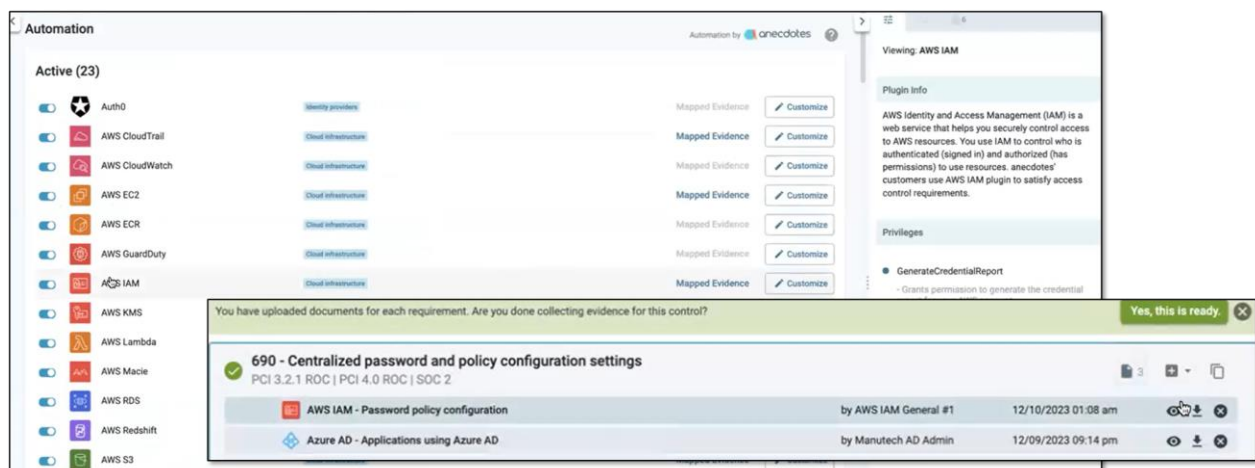 Automation
Automation by anecdotes
Active (23)
Auth0 Identity providers Mapped Evidence Customize
AWS CloudTrail Cloud infrastructure Mapped Evidence Customize
AWS CloudWatch Cloud infrastructure Mapped Evidence Customize
AWS EC2 Cloud infrastructure Mapped Evidence Customize
AWS ECR Cloud infrastructure Mapped Evidence Customize
AWS GuardDuty Cloud infrastructure Mapped Evidence Customize
AWS IAM Cloud infrastructure Mapped Evidence Customize
AWS KMS
AWS Lambda
AWS Macie
AWS RDS
AWS Redshift
AWS S3
4
Viewing: AWS IAM
Plugin Info
AWS Identity and Access Management (IAM) is a
web service that helps you securely control access
to AWS resources. You use IAM to control who is
authenticated (signed in) and authorized (has
permissions) to use resources. anecdotes'
customers use AWS IAM plugin to satisfy access
control requirements.
Privileges
GenerateCredentialReport
- Grants permission to generate the credential
You have uploaded documents for each requirement. Are you done collecting evidence for this control? Yes, this is ready.
690 - Centralized password and policy configuration settings
PCI 3.2.1 ROC | PCI 4.0 ROC | SOC 2
3
AWS IAM - Password policy configuration by AWS IAM General #1 12/10/2023 01:08 am
Azure AD - Applications using Azure AD by Manutech AD Admin 12/09/2023 09:14 pm